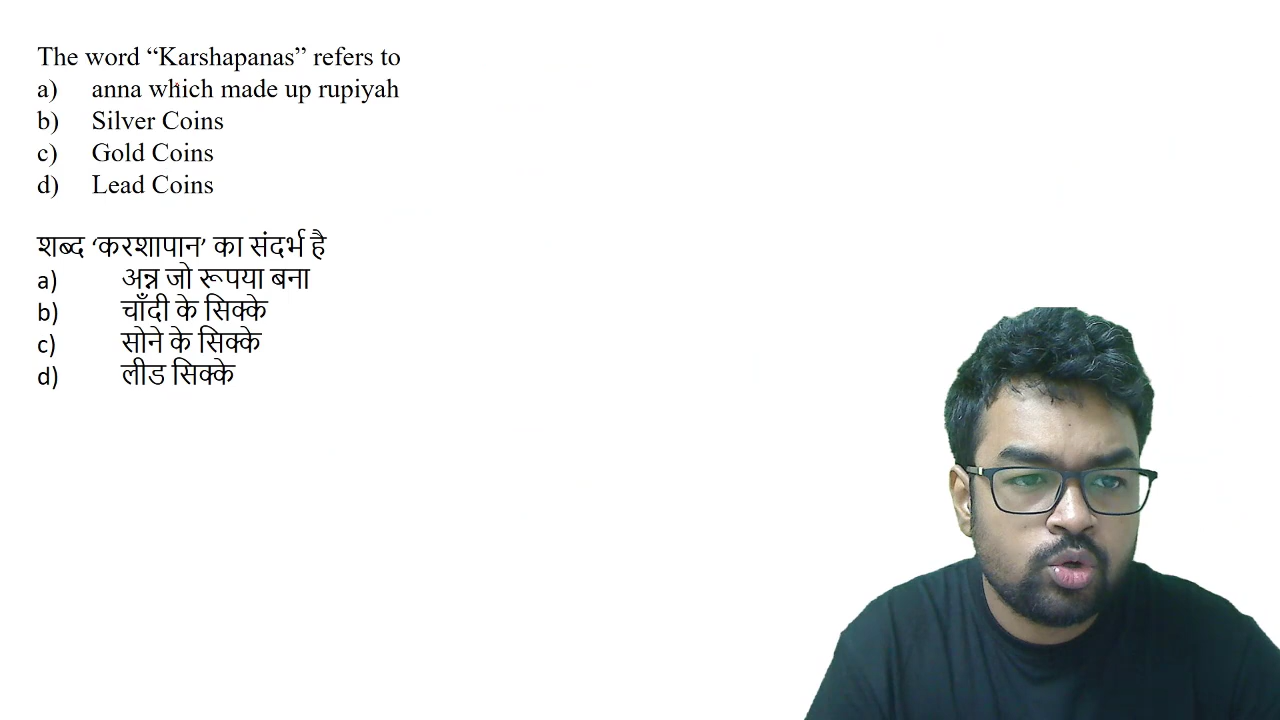 The word “Karshapanas” refers to
a) anna which made up rupiyah
b) Silver Coins
c) Gold Coins
d) Lead Coins
शब्द ‘करशापान’ का संदर्भ है
a) अन्न जो रूपया बना
b) चाँदी के सिक्के
c) सोने के सिक्के
d) लीड सिक्के